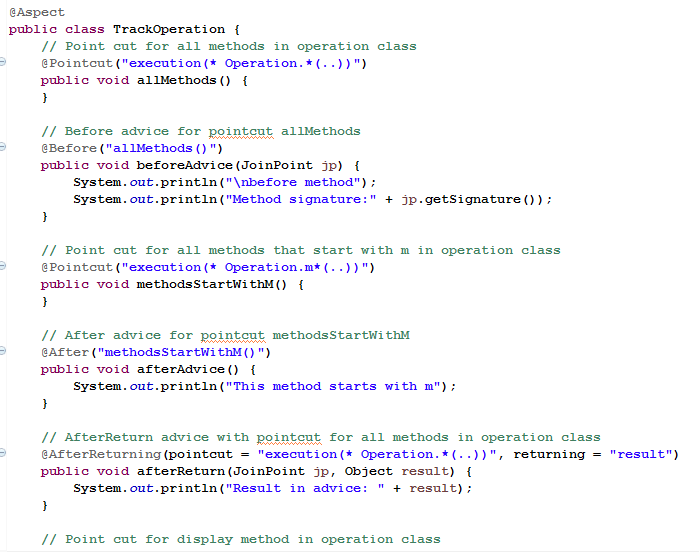 @Aspect
public class TrackOperation {
    // Point cut for all methods in operation class
    @Pointcut("execution(* Operation.*(..))")
    public void allMethods() {
    }

    // Before advice for pointcut allMethods
    @Before("allMethods()")
    public void beforeAdvice(JoinPoint jp) {
        System.out.println("\nbefore method");
        System.out.println("Method signature:" + jp.getSignature());
    }

    // Point cut for all methods that start with m in operation class
    @Pointcut("execution(* Operation.m*(..))")
    public void methodsStartWithM() {
    }

    // After advice for pointcut methodsStartWithM
    @After("methodsStartWithM()")
    public void afterAdvice() {
        System.out.println("This method starts with m");
    }

    // AfterReturn advice with pointcut for all methods in operation class
    @AfterReturning(pointcut = "execution(* Operation.*(..))", returning = "result")
    public void afterReturn(JoinPoint jp, Object result) {
        System.out.println("Result in advice: " + result);
    }

    // Point cut for display method in operation class